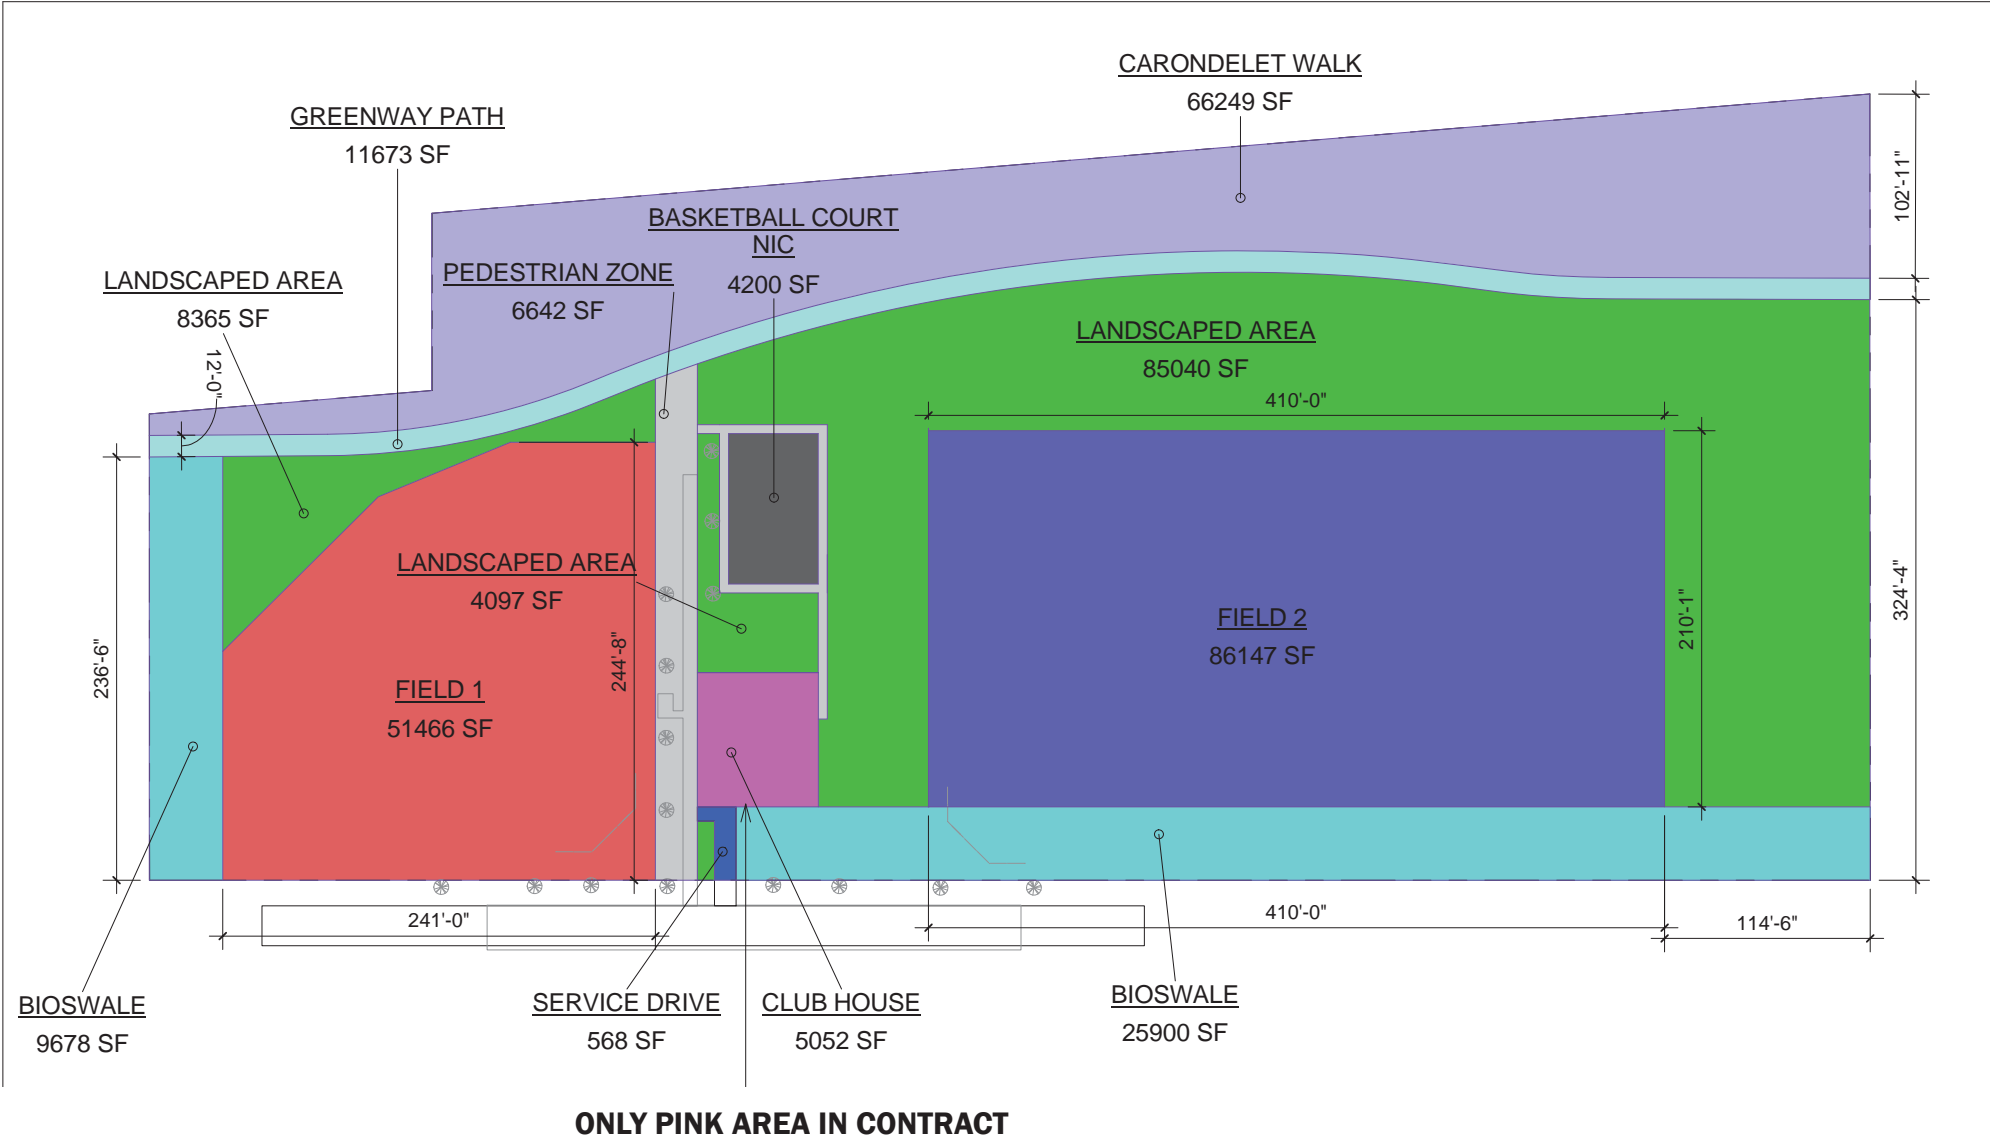 CARONDELET WALK
66249 SF
GREENWAY PATH
11673 SF
102'-11"
BASKETBALL COURT
NIC
4200 SF
PEDESTRIAN ZONE
6642 SF
LANDSCAPED AREA
8365 SF
12'-0"
LANDSCAPED AREA
85040 SF
410'-0"
LANDSCAPED AREA
4097 SF
324'-4"
210'-1"
FIELD 2
86147 SF
236'-6"
244'-8"
FIELD 1
51466 SF
241'-0"
410'-0"
114'-6"
BIOSWALE
9678 SF
SERVICE DRIVE
568 SF
CLUB HOUSE
5052 SF
BIOSWALE
25900 SF
ONLY PINK AREA IN CONTRACT